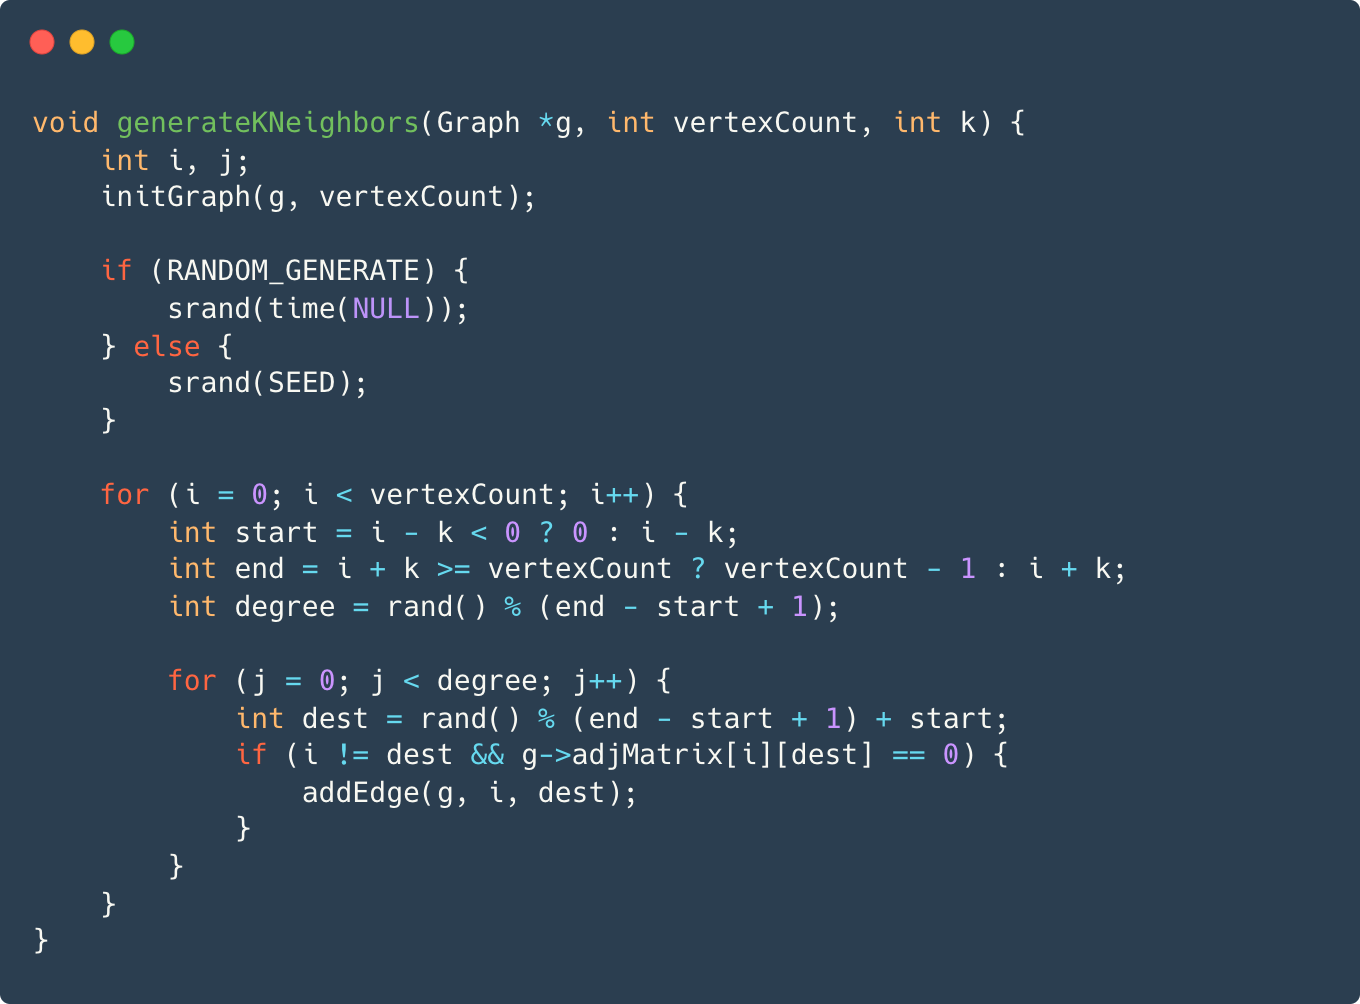 void generateKNeighbors(Graph *g, int vertexCount, int k) {
    int i, j;
    initGraph(g, vertexCount);

    if (RANDOM_GENERATE) {
        srand(time(NULL));
    } else {
        srand(SEED);
    }

    for (i = 0; i < vertexCount; i++) {
        int start = i - k < 0 ? 0 : i - k;
        int end = i + k >= vertexCount ? vertexCount - 1 : i + k;
        int degree = rand() % (end - start + 1);

        for (j = 0; j < degree; j++) {
            int dest = rand() % (end - start + 1) + start;
            if (i != dest && g->adjMatrix[i][dest] == 0) {
                addEdge(g, i, dest);
            }
        }
    }
}